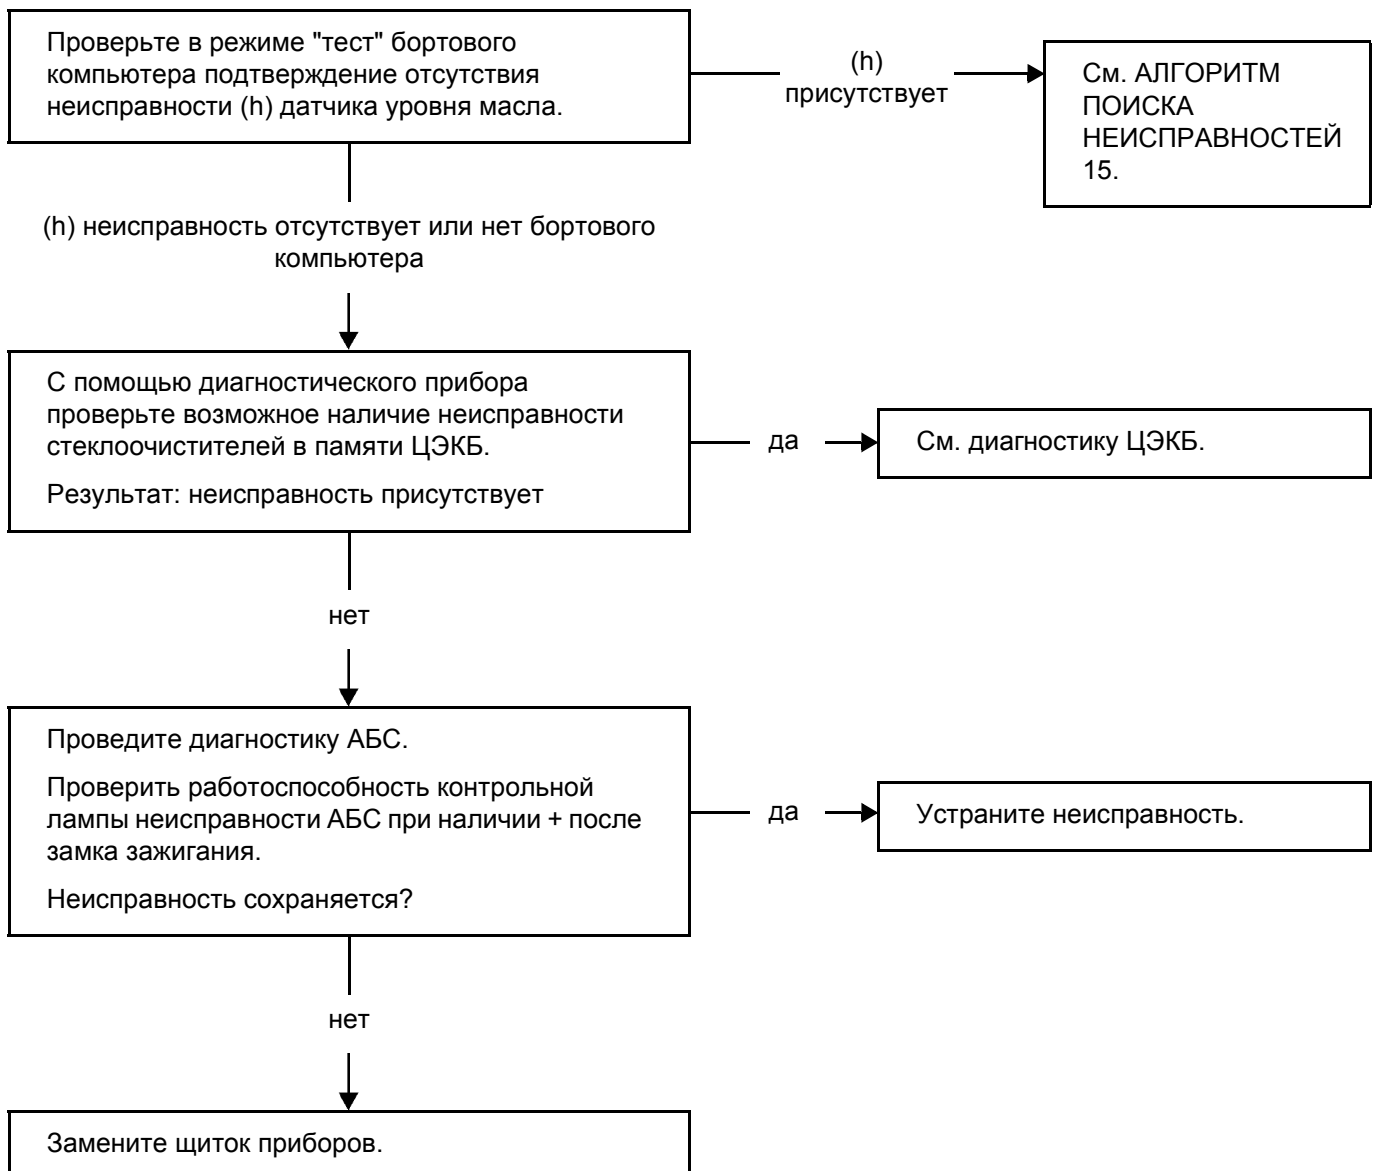 Проверьте в режиме "тест" бортового
компьютера подтверждение отсутствия
неисправности (h) датчика уровня масла.
(h)
присутствует
См. АЛГОРИТМ
ПОИСКА
НЕИСПРАВНОСТЕЙ
15.
(h) неисправность отсутствует или нет бортового
компьютера
С помощью диагностического прибора
проверьте возможное наличие неисправности
стеклоочистителей в памяти ЦЭКБ.
Результат: неисправность присутствует
да
См. диагностику ЦЭКБ.
нет
Проведите диагностику АБС.
Проверить работоспособность контрольной
лампы неисправности АБС при наличии + после
замка зажигания.
Неисправность сохраняется?
да
Устраните неисправность.
нет
Замените щиток приборов.